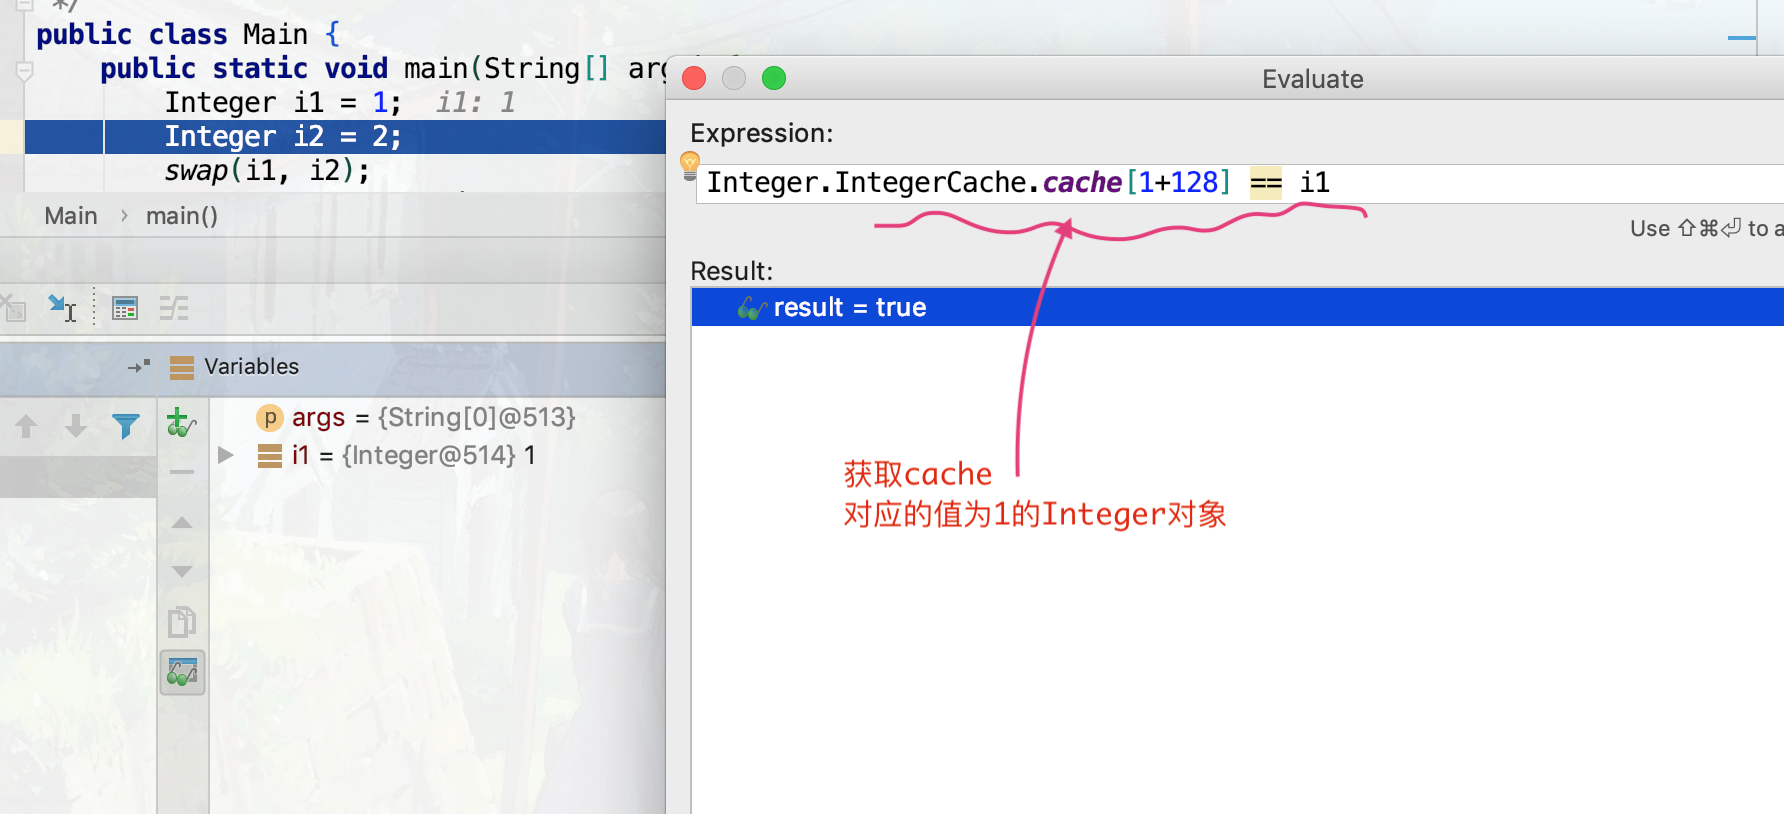 */
public class Main {
public static void main(String[] arg
Integer i1 = 1; i1: 1
Integer i2 = 2;
swap(i1, i2);
Main › main()
Variables
args = {String[0]@513}
i1 = {Integer@514} 1
Evaluate
Expression:
Integer.IntegerCache.cache[1+128] == i1
Use ⇧⌘⏎ to a
Result:
result = true
获取cache
对应的值为1的Integer对象